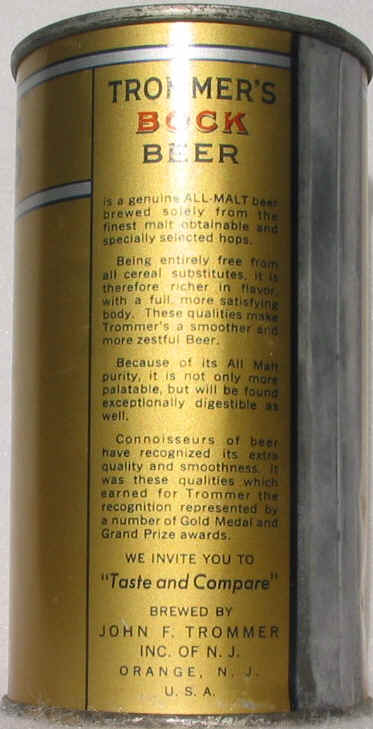 TROMMER'S
BOCK
BEER
is a genuine ALL-MALT beer
brewed solely from the
finest malt obtainable and
specially selected hops.
Being entirely free from
all cereal substitutes, it is
therefore richer in flavor,
with a full, more satisfying
body. These qualities make
Trommer's a smoother and
more zestful Beer.
Because of its All Malt
purity, it is not only more
palatable, but will be found
exceptionally digestible as
well.
Connoisseurs of beer
have recognized its extra
quality and smoothness. It
was these qualities which
earned for Trommer the
recognition represented by
a number of Gold Medal and
Grand Prize awards.
WE INVITE YOU TO
"Taste and Compare"
BREWED BY
JOHN F. TROMMER
INC. OF N. J.
ORANGE, N. J.
U. S. A.